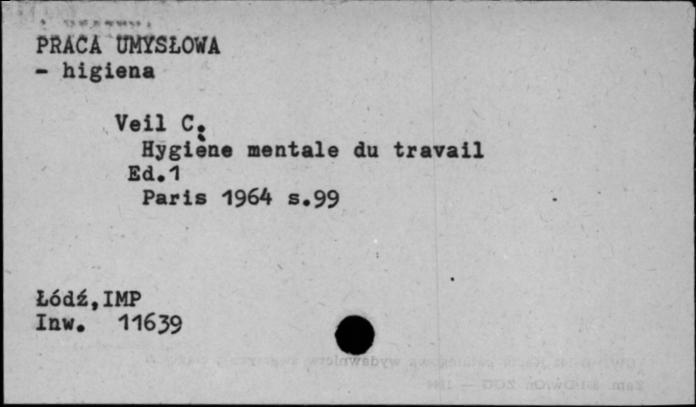 PRACA UMYSŁOWA
- higiena
Veil C.
Hygiène mentale du travail
Ed.1
Paris 1964 s.99
Łódź,IMP
Inw. 11639